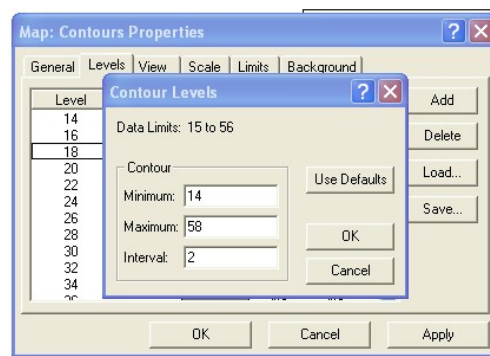 Map: Contours Properties
General Levels View Scale Limits Background
Level
14
16
18
20
22
24
26
28
30
32
34
Contour Levels
Data Limits: 15 to 56
Contour
Minimum: 14
Maximum: 58
Interval: 2
Use Defaults
OK
Cancel
Add
Delete
Load...
Save...
OK Cancel Apply